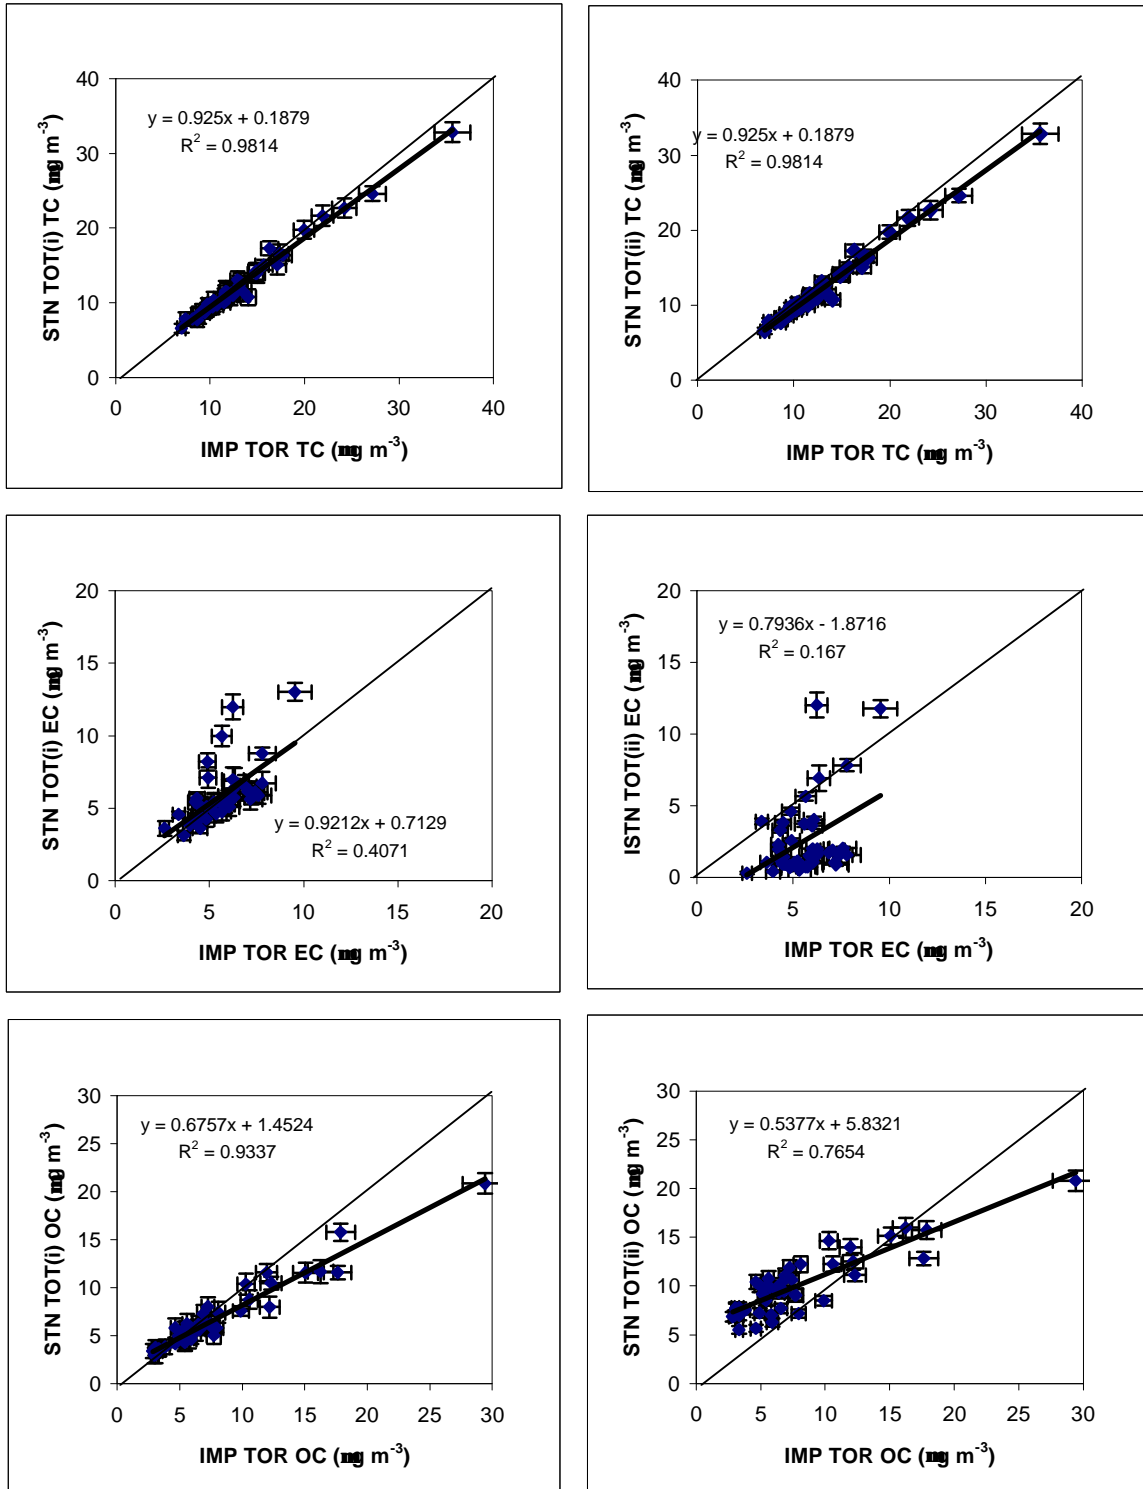 40
30
20
10
0
0 10 20 30 40
y = 0.925x + 0.1879
R² = 0.9814
STN TOT(i) TC (mg m⁻³)
IMP TOR TC (mg m⁻³)
40
30
20
10
0
0 10 20 30 40
y = 0.925x + 0.1879
R² = 0.9814
STN TOT(ii) TC (mg m⁻³)
IMP TOR TC (mg m⁻³)
20
15
10
5
0
0 5 10 15 20
y = 0.9212x + 0.7129
R² = 0.4071
STN TOT(i) EC (mg m⁻³)
IMP TOR EC (mg m⁻³)
20
15
10
5
0
0 5 10 15 20
y = 0.7936x - 1.8716
R² = 0.167
ISTN TOT(ii) EC (mg m⁻³)
IMP TOR EC (mg m⁻³)
30
25
20
15
10
5
0
0 5 10 15 20 25 30
y = 0.6757x + 1.4524
R² = 0.9337
STN TOT(i) OC (mg m⁻³)
IMP TOR OC (mg m⁻³)
30
25
20
15
10
5
0
0 5 10 15 20 25 30
y = 0.5377x + 5.8321
R² = 0.7654
STN TOT(ii) OC (mg m⁻³)
IMP TOR OC (mg m⁻³)